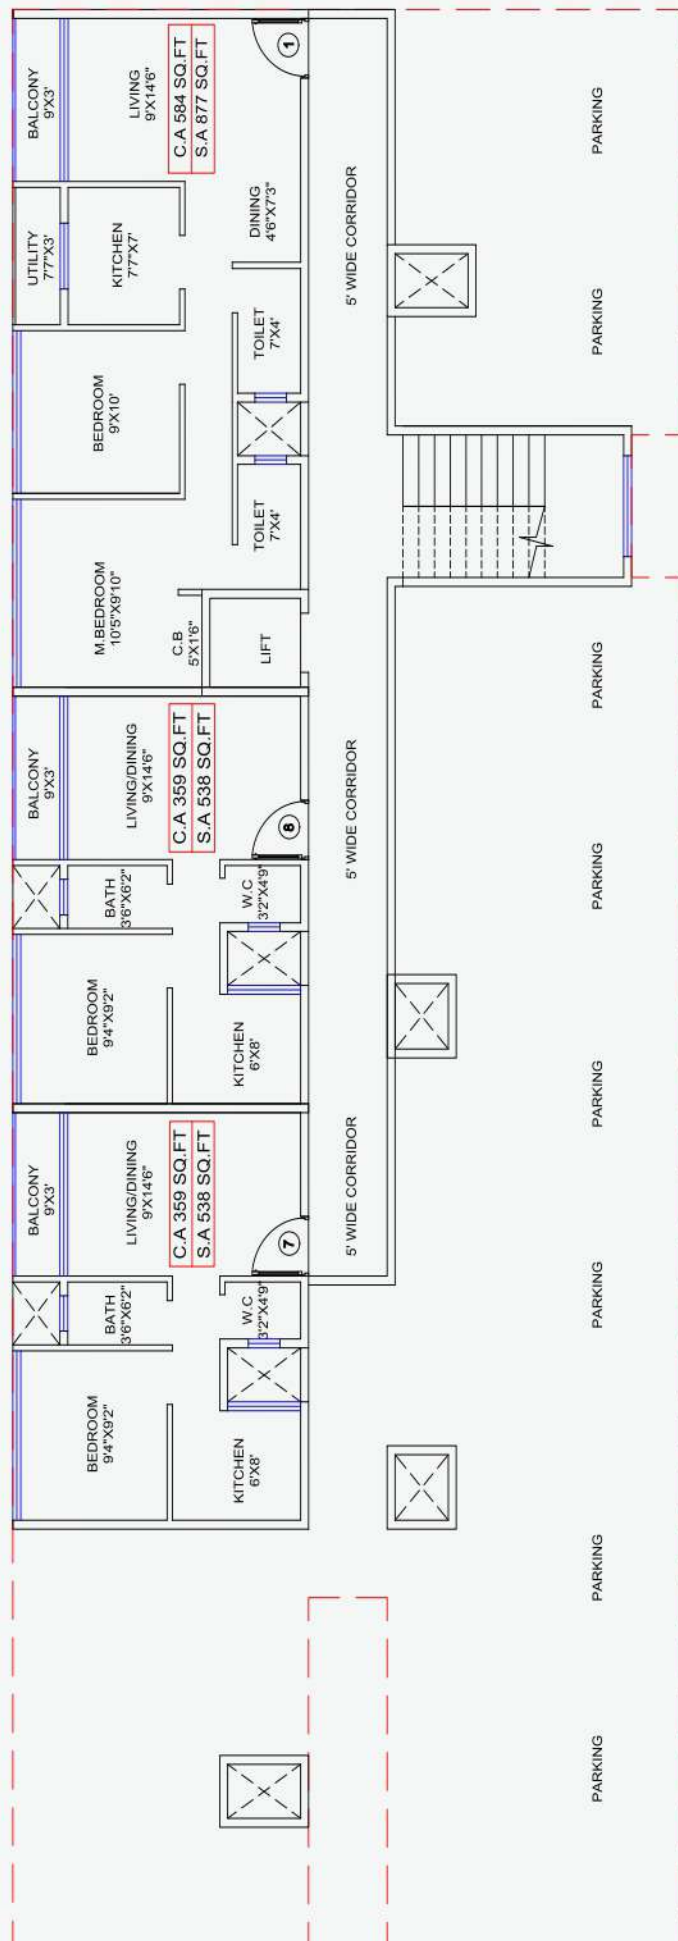 BEDROOM
9'4"X9'2"
BATH
3'6"X6'2"
BALCONY
9'X3'
LIVING/DINING
9'X14'6"
C.A 359 SQ.FT
S.A 538 SQ.FT
KITCHEN
6'X8'
W.C
3'2"X4'9"
7
BEDROOM
9'4"X9'2"
BATH
3'6"X6'2"
BALCONY
9'X3'
LIVING/DINING
9'X14'6"
C.A 359 SQ.FT
S.A 538 SQ.FT
KITCHEN
6'X8'
W.C
3'2"X4'9"
8
M.BEDROOM
10'5"X9'10"
C.B
5'X1'6"
LIFT
TOILET
7'X4'
BEDROOM
9'X10'
TOILET
7'X4'
UTILITY
7'7"X3'
KITCHEN
7'7"X7'
BALCONY
9'X3'
LIVING
9'X14'6"
C.A 584 SQ.FT
S.A 877 SQ.FT
DINING
4'6"X7'3"
1
5' WIDE CORRIDOR
5' WIDE CORRIDOR
5' WIDE CORRIDOR
PARKING
PARKING
PARKING
PARKING
PARKING
PARKING
PARKING
PARKING